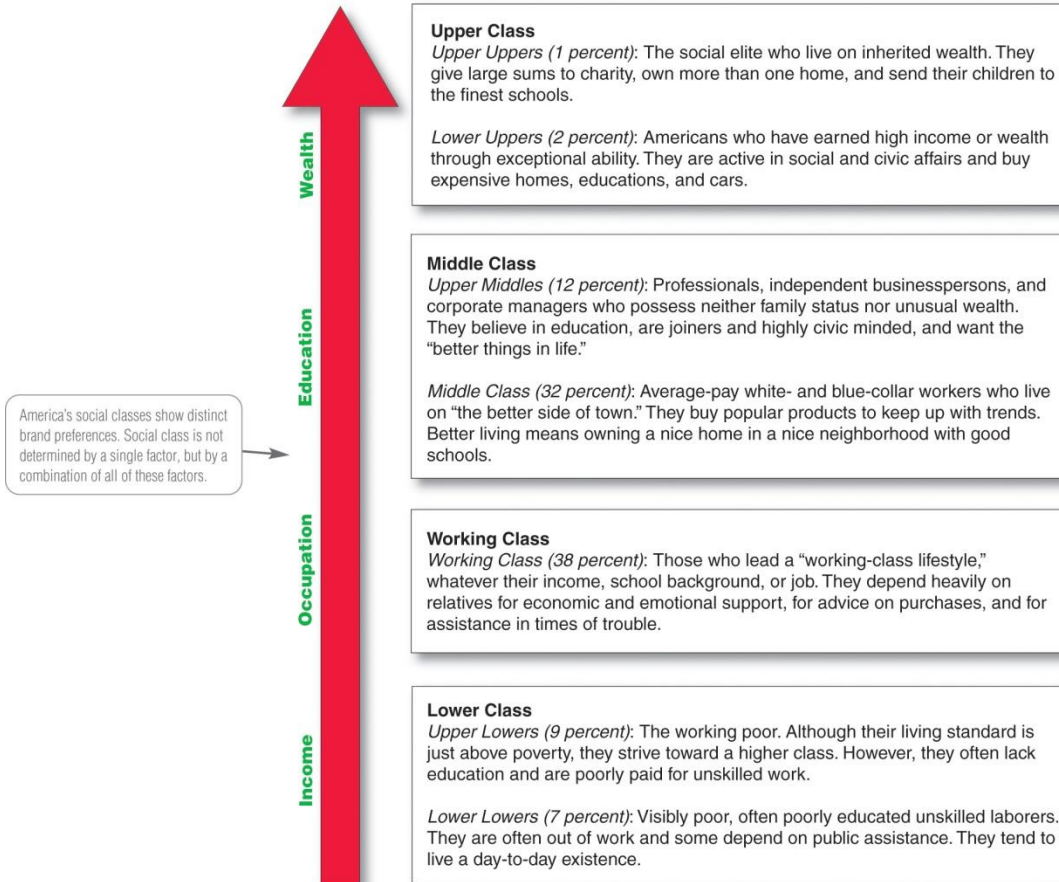 Upper Class
Upper Uppers (1 percent): The social elite who live on inherited wealth. They
give large sums to charity, own more than one home, and send their children to
the finest schools.
Lower Uppers (2 percent): Americans who have earned high income or wealth
through exceptional ability. They are active in social and civic affairs and buy
expensive homes, educations, and cars.
Wealth
Middle Class
Upper Middles (12 percent): Professionals, independent businesspersons, and
corporate managers who possess neither family status nor unusual wealth.
They believe in education, are joiners and highly civic minded, and want the
“better things in life.”
Middle Class (32 percent): Average-pay white- and blue-collar workers who live
on “the better side of town.” They buy popular products to keep up with trends.
Better living means owning a nice home in a nice neighborhood with good
schools.
Education
America’s social classes show distinct
brand preferences. Social class is not
determined by a single factor, but by a
combination of all of these factors.
Working Class
Working Class (38 percent): Those who lead a “working-class lifestyle,”
whatever their income, school background, or job. They depend heavily on
relatives for economic and emotional support, for advice on purchases, and for
assistance in times of trouble.
Occupation
Lower Class
Upper Lowers (9 percent): The working poor. Although their living standard is
just above poverty, they strive toward a higher class. However, they often lack
education and are poorly paid for unskilled work.
Lower Lowers (7 percent): Visibly poor, often poorly educated unskilled laborers.
They are often out of work and some depend on public assistance. They tend to
live a day-to-day existence.
Income